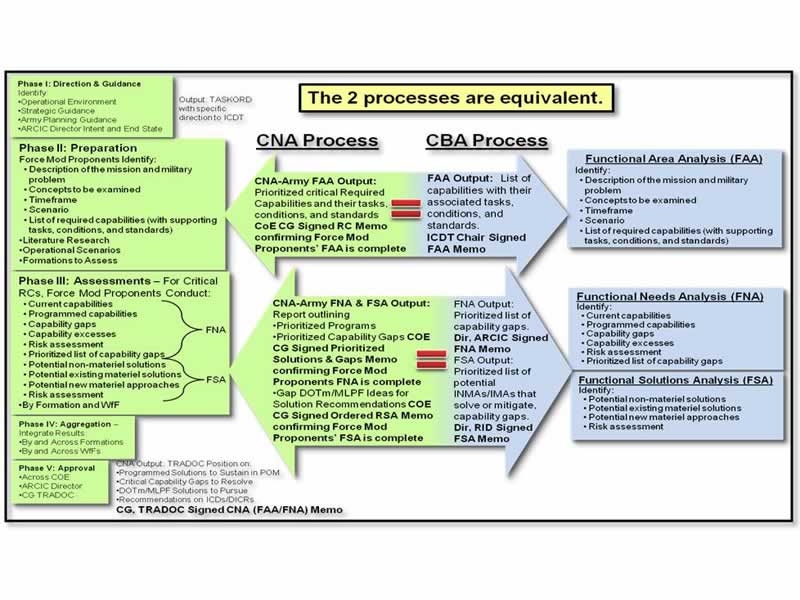 The 2 processes are equivalent.
Phase I: Direction & Guidance
Identify:
•Operational Environment
•Strategic Guidance
•Army Planning Guidance
•ARCIC Director Intent and End State
Output: TASKORD
with specific
direction to ICDT
CNA Process
CBA Process
Phase II: Preparation
Force Mod Proponents Identify:
• Description of the mission and military
problem
• Concepts to be examined
• Timeframe
• Scenario
• List of required capabilities (with supporting
tasks, conditions, and standards)
•Literature Research
•Operational Scenarios
•Formations to Assess
CNA-Army FAA Output:
Prioritized critical Required
Capabilities and their tasks,
conditions, and standards
CoE CG Signed RC Memo
confirming Force Mod
Proponents' FAA is complete
=
FAA Output: List of
capabilities with their
associated tasks,
conditions, and
standards.
ICDT Chair Signed
FAA Memo
Functional Area Analysis (FAA)
Identify:
• Description of the mission and military
problem
• Concepts to be examined
• Timeframe
• Scenario
• List of required capabilities (with supporting
tasks, conditions, and standards)
Phase III: Assessments – For Critical
RCs, Force Mod Proponents Conduct:
• Current capabilities
• Programmed capabilities
• Capability gaps
• Capability excesses
• Risk assessment
• Prioritized list of capability gaps
• Potential non-materiel solutions
• Potential existing materiel solutions
• Potential new materiel approaches
• Risk assessment
•By Formation and WfF
FNA
FSA
CNA-Army FNA & FSA Output:
Report outlining
•Prioritized Programs
•Prioritized Capability Gaps COE
CG Signed Prioritized
Solutions & Gaps Memo
confirming Force Mod
Proponents FNA is complete
•Gap DOTm/MLPF Ideas for
Solution Recommendations COE
CG Signed Ordered RSA Memo
confirming Force Mod
Proponents' FSA is complete
=
FNA Output:
Prioritized list of
capability gaps.
Dir, ARCIC Signed
FNA Memo
FSA Output:
Prioritized list of
potential
INMAs/IMAs that
solve or mitigate,
capability gaps.
Dir, RID Signed
FSA Memo
Functional Needs Analysis (FNA)
Identify:
• Current capabilities
• Programmed capabilities
• Capability gaps
• Capability excesses
• Risk assessment
• Prioritized list of capability gaps
Functional Solutions Analysis (FSA)
Identify:
• Potential non-materiel solutions
• Potential existing materiel solutions
• Potential new materiel approaches
• Risk assessment
Phase IV: Aggregation –
Integrate Results
•By and Across Formations
•By and Across WfFs
Phase V: Approval
•Across COE
•ARCIC Director
•CG TRADOC
CNA Output: TRADOC Position on:
•Programmed Solutions to Sustain in POM
•Critical Capability Gaps to Resolve
•DOTm/MLPF Solutions to Pursue
•Recommendations on ICDs/DICRs
CG, TRADOC Signed CNA (FAA/FNA) Memo